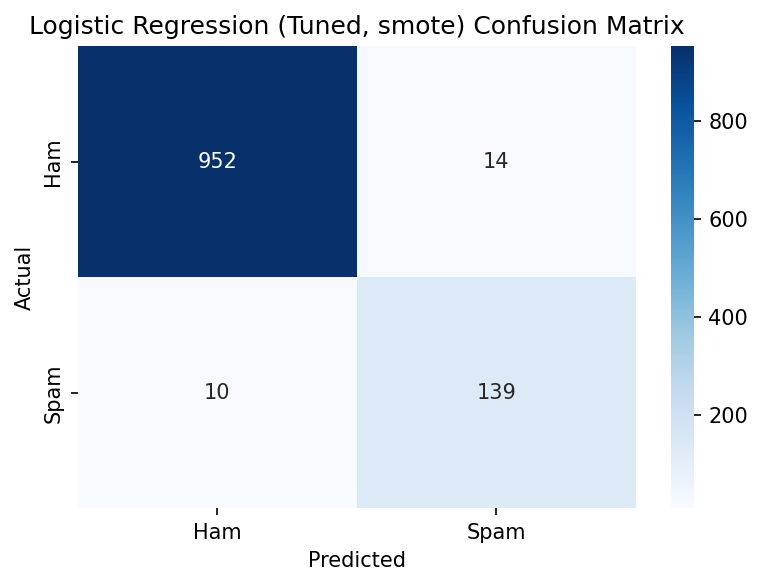 Logistic Regression (Tuned, smote) Confusion Matrix
Ham
952
14
Spam
10
139
Actual
Ham
Spam
Predicted
800
600
400
200